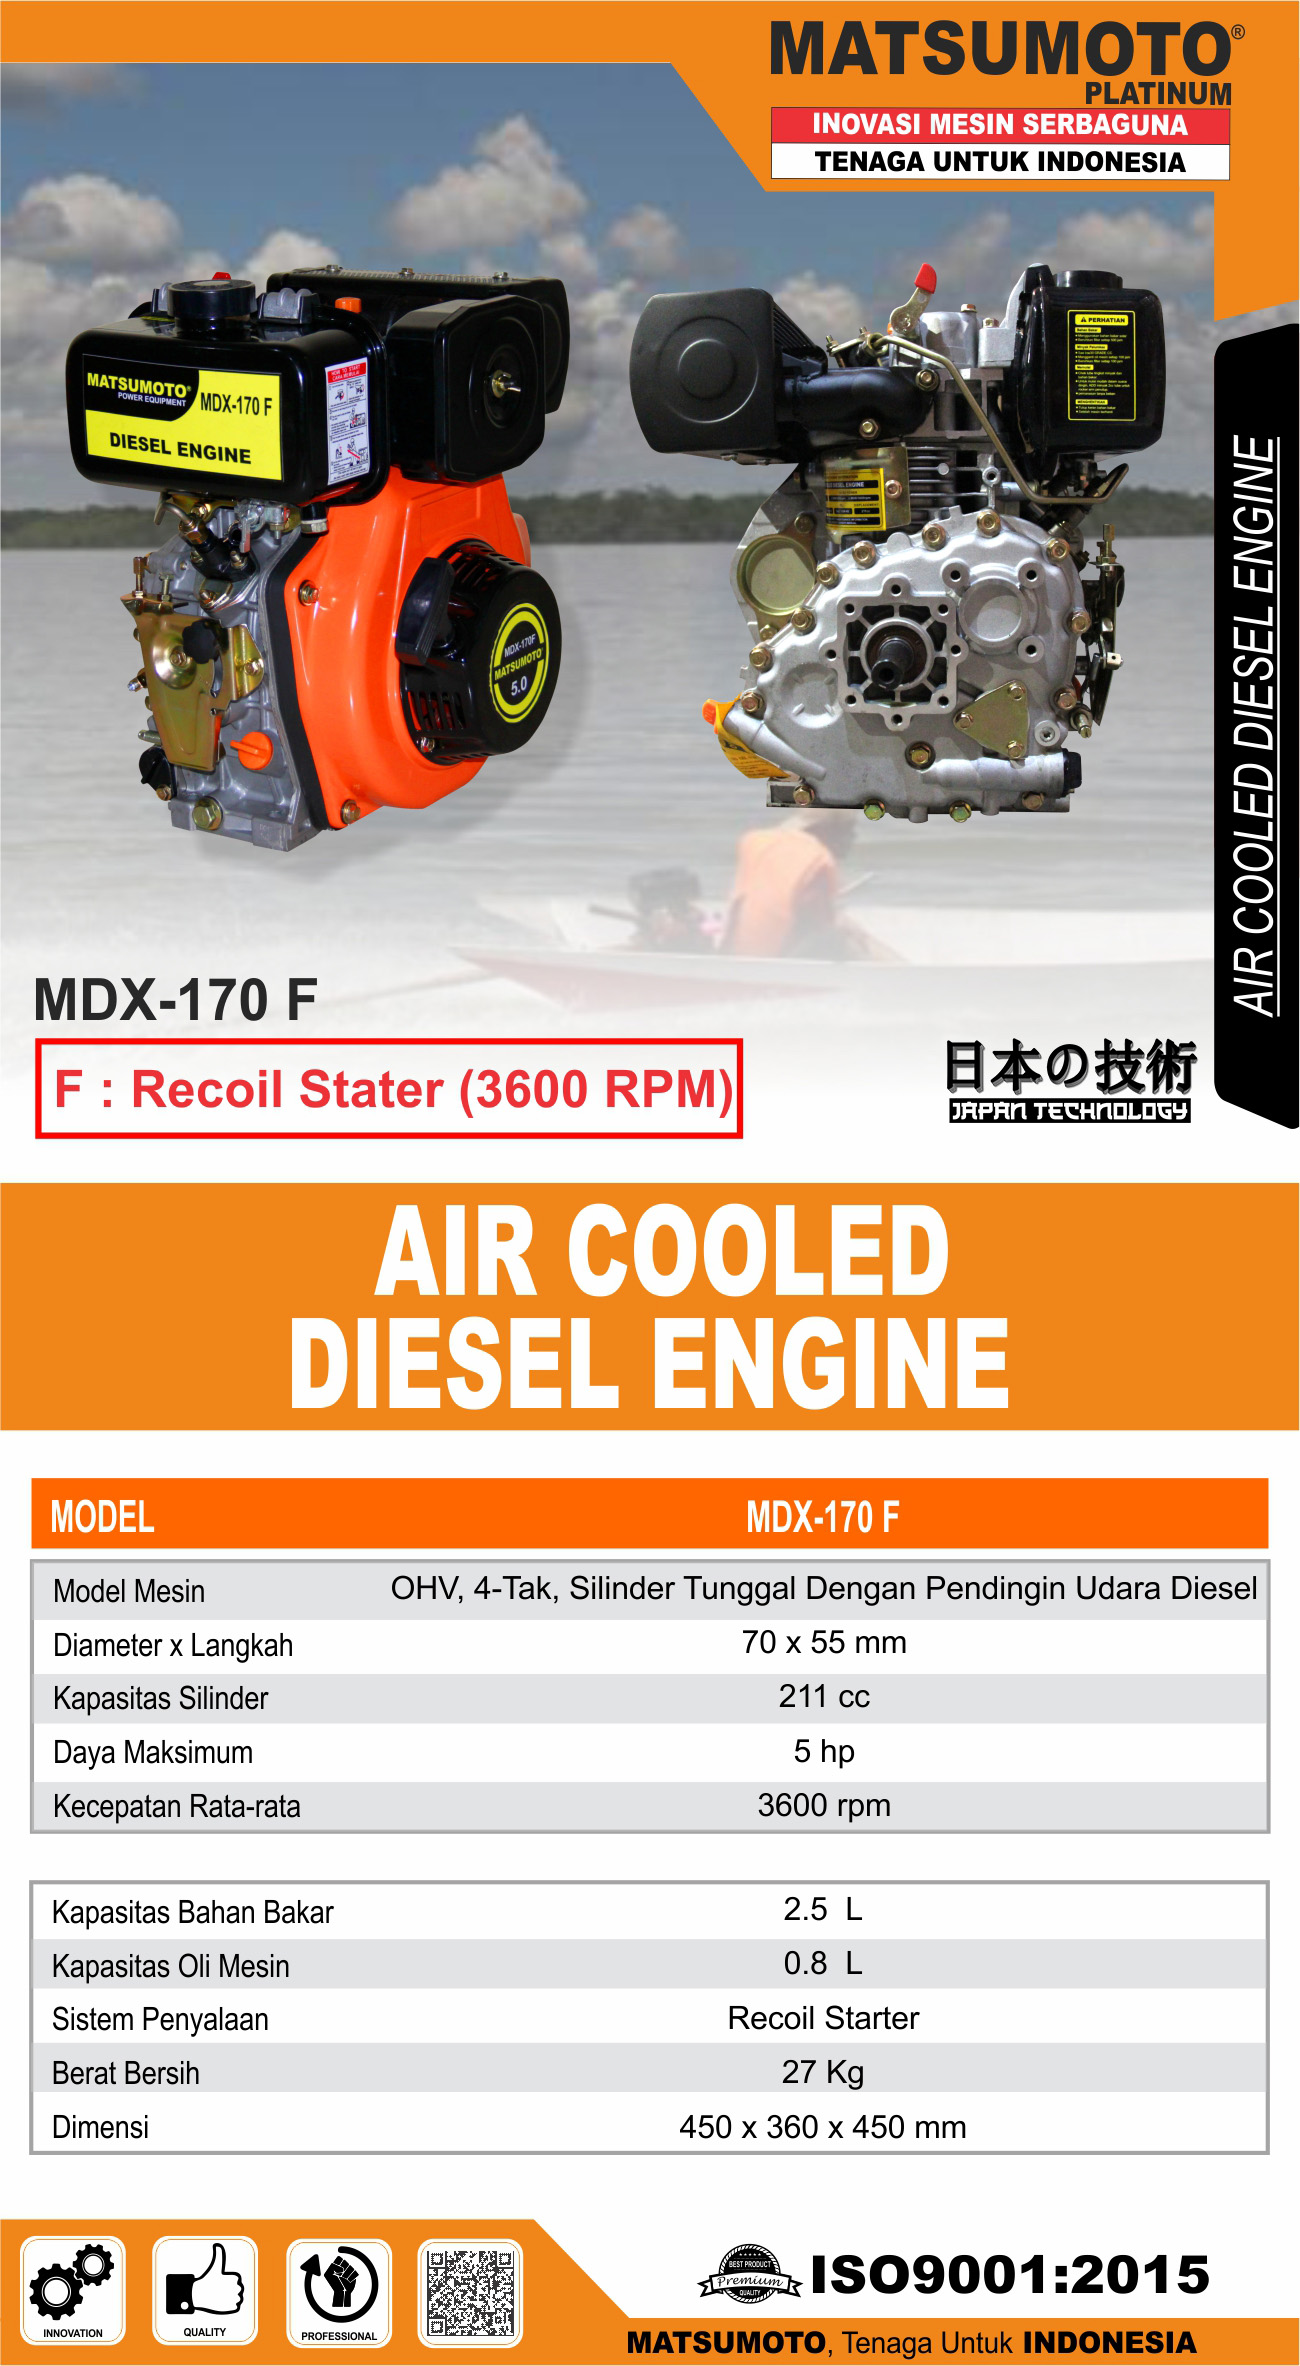 MATSUMOTO®
PLATINUM
INOVASI MESIN SERBAGUNA
TENAGA UNTUK INDONESIA
MATSUMOTO®
POWER EQUIPMENT
MDX-170 F
DIESEL ENGINE
HOW TO START
MDX-170F
MATSUMOTO
5.0
PERHATIAN
DIESEL ENGINE
AIR COOLED DIESEL ENGINE
MDX-170 F
F : Recoil Stater (3600 RPM)
日本の技術
JAPAN TECHNOLOGY
AIR COOLED
DIESEL ENGINE
MODEL MDX-170 F
Model Mesin OHV, 4-Tak, Silinder Tunggal Dengan Pendingin Udara Diesel
Diameter x Langkah 70 x 55 mm
Kapasitas Silinder 211 cc
Daya Maksimum 5 hp
Kecepatan Rata-rata 3600 rpm
Kapasitas Bahan Bakar 2.5 L
Kapasitas Oli Mesin 0.8 L
Sistem Penyalaan Recoil Starter
Berat Bersih 27 Kg
Dimensi 450 x 360 x 450 mm
INNOVATION
QUALITY
PROFESSIONAL
BEST PRODUCT
Premium
QUALITY
ISO9001:2015
MATSUMOTO, Tenaga Untuk INDONESIA